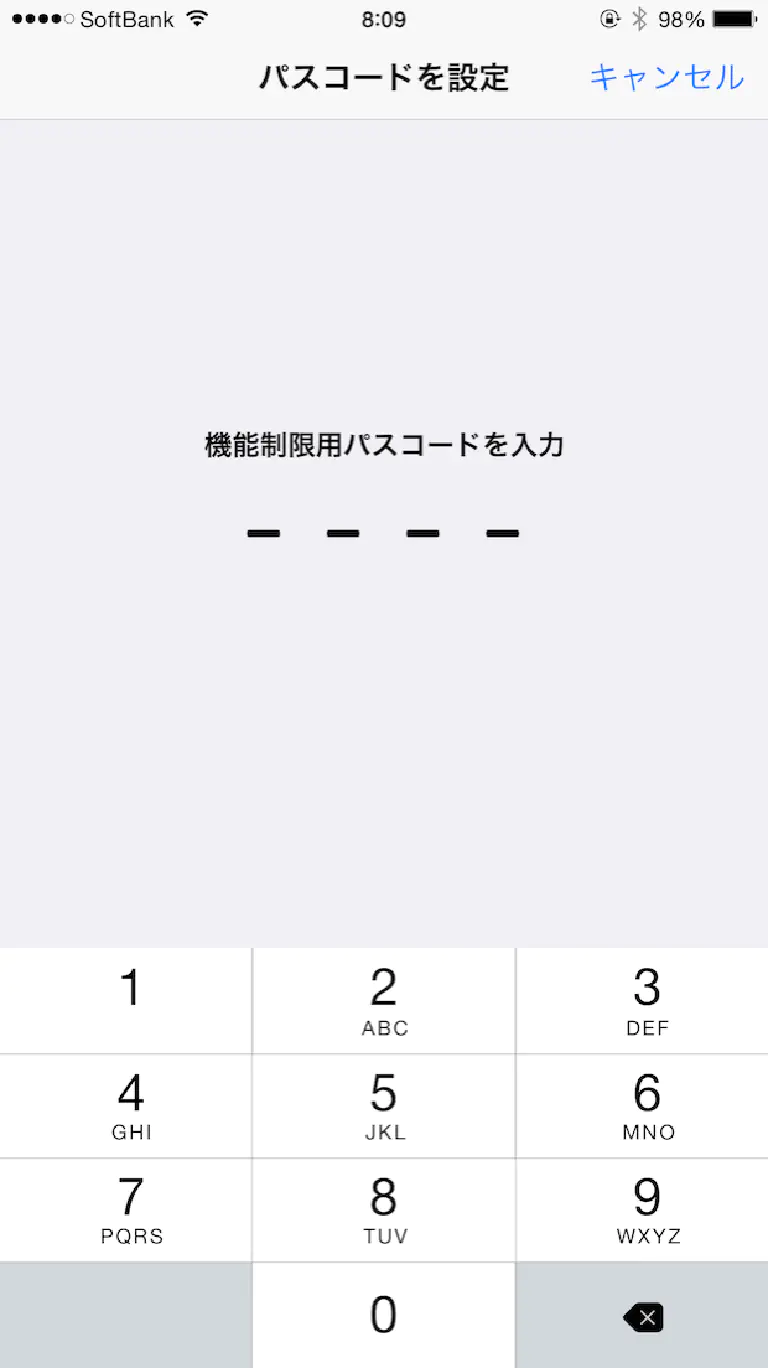 SoftBank 8:09 98%
パスコードを設定 キャンセル
機能制限用パスコードを入力
1 2 3
ABC DEF
4 5 6
GHI JKL MNO
7 8 9
PQRS TUV WXYZ
0